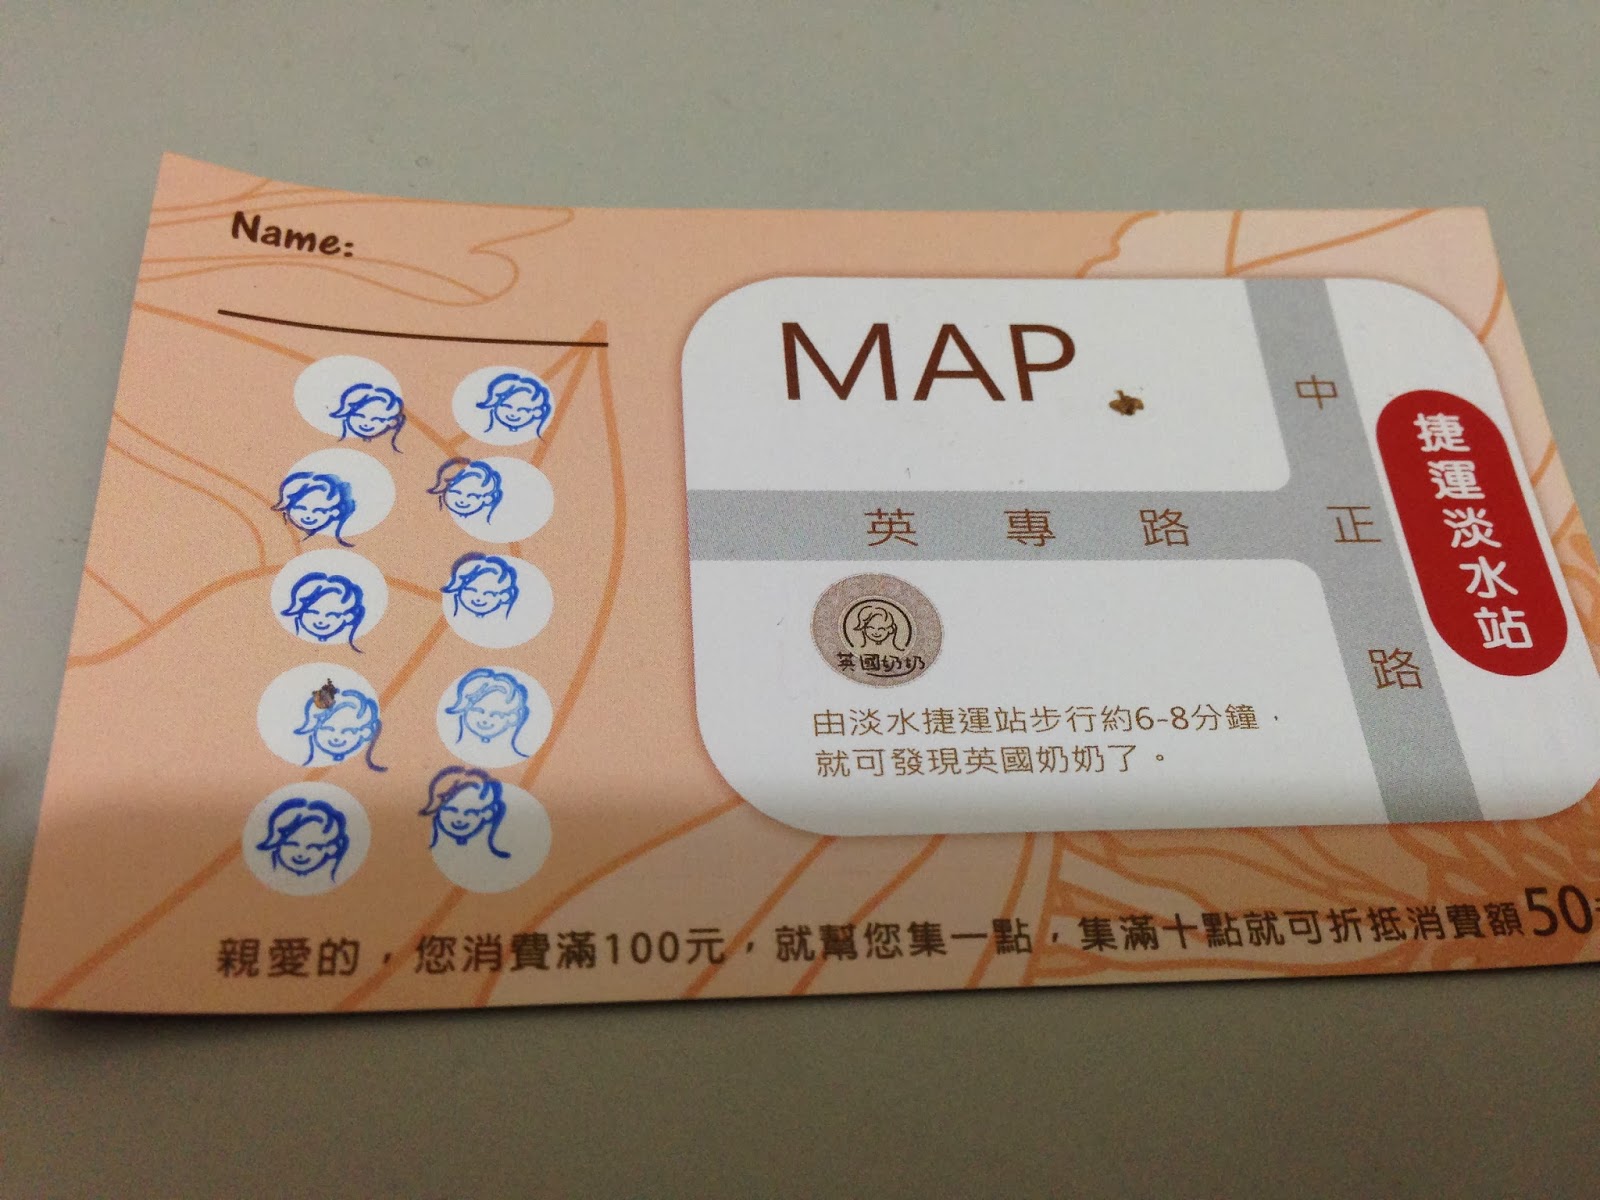 Name:
MAP
中
正
路
英專路
捷運淡水站
英國奶奶
由淡水捷運站步行約6-8分鐘，
就可發現英國奶奶了。
親愛的，您消費滿100元，就幫您集一點，集滿十點就可折抵消費額50